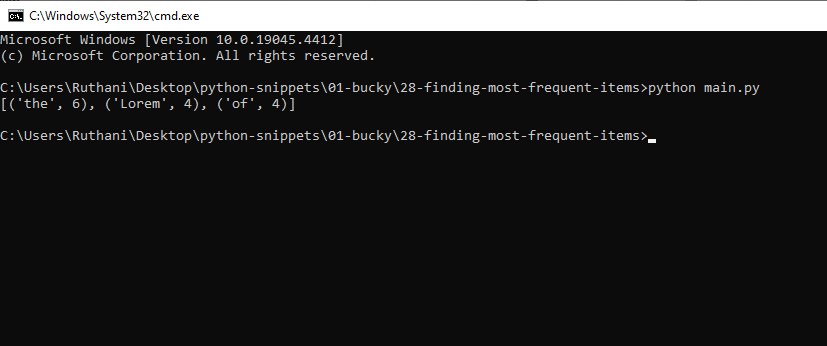 C:\Windows\System32\cmd.exe
Microsoft Windows [Version 10.0.19045.4412]
(c) Microsoft Corporation. All rights reserved.
C:\Users\Ruthani\Desktop\python-snippets\01-bucky\28-finding-most-frequent-items>python main.py
[('the', 6), ('Lorem', 4), ('of', 4)]
C:\Users\Ruthani\Desktop\python-snippets\01-bucky\28-finding-most-frequent-items>